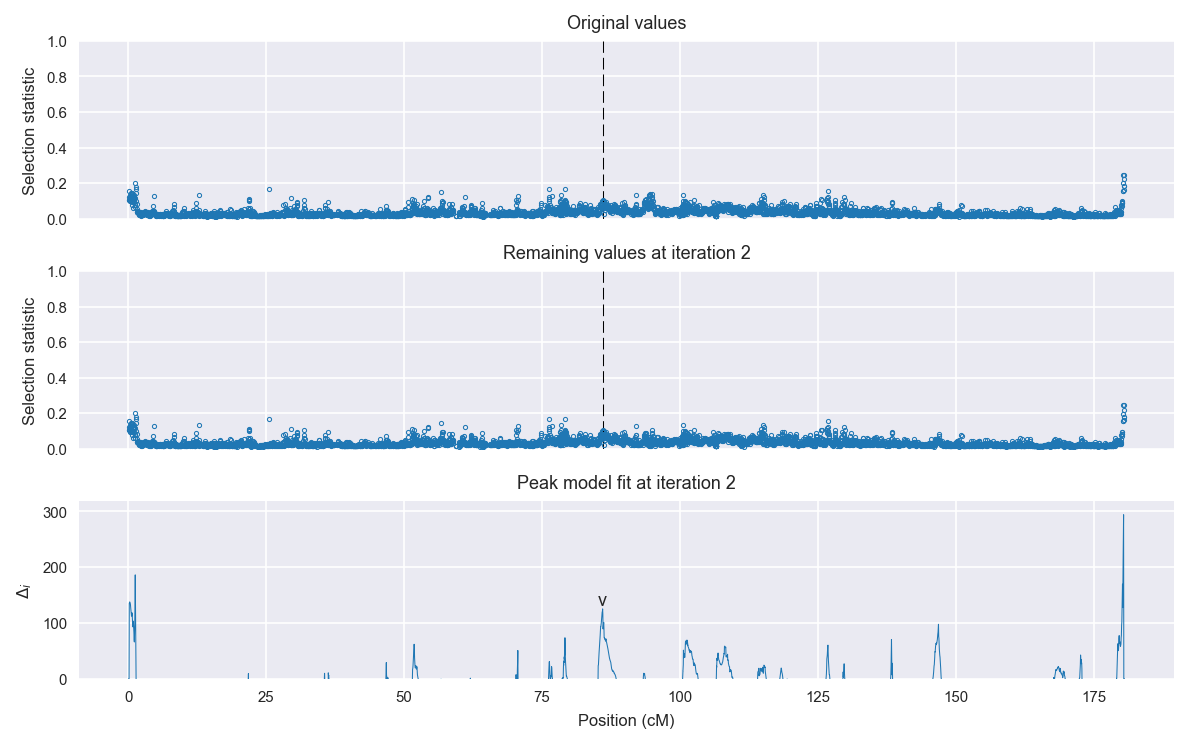 Original values
1.0
0.8
0.6
0.4
0.2
0.0
Selection statistic
Remaining values at iteration 2
1.0
0.8
0.6
0.4
0.2
0.0
Selection statistic
Peak model fit at iteration 2
300
200
100
0
Δi
v
0 25 50 75 100 125 150 175
Position (cM)